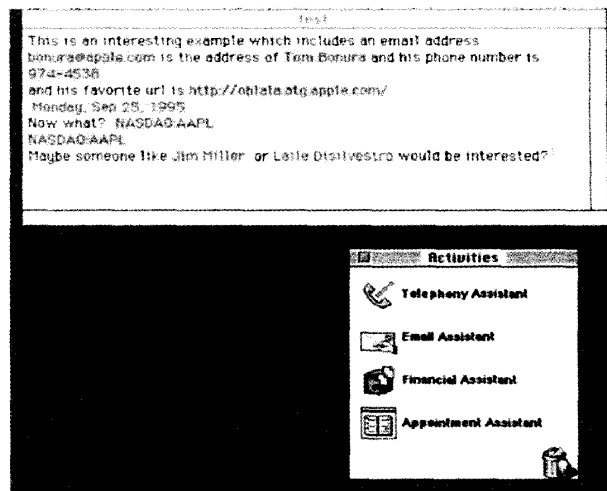 test
This is an interesting example which includes an email address
bonura@apple.com is the address of Tom Bonura and his phone number is
974-4538
and his favorite url is http://oblata.atg.apple.com/
Monday, Sep 25, 1995
Now what? NASDAQ:AAPL
NASDAQ:AAPL
Maybe someone like Jim Miller or Laile Disilvestro would be interested?
Activities
Telephony Assistant
Email Assistant
Financial Assistant
Appointment Assistant